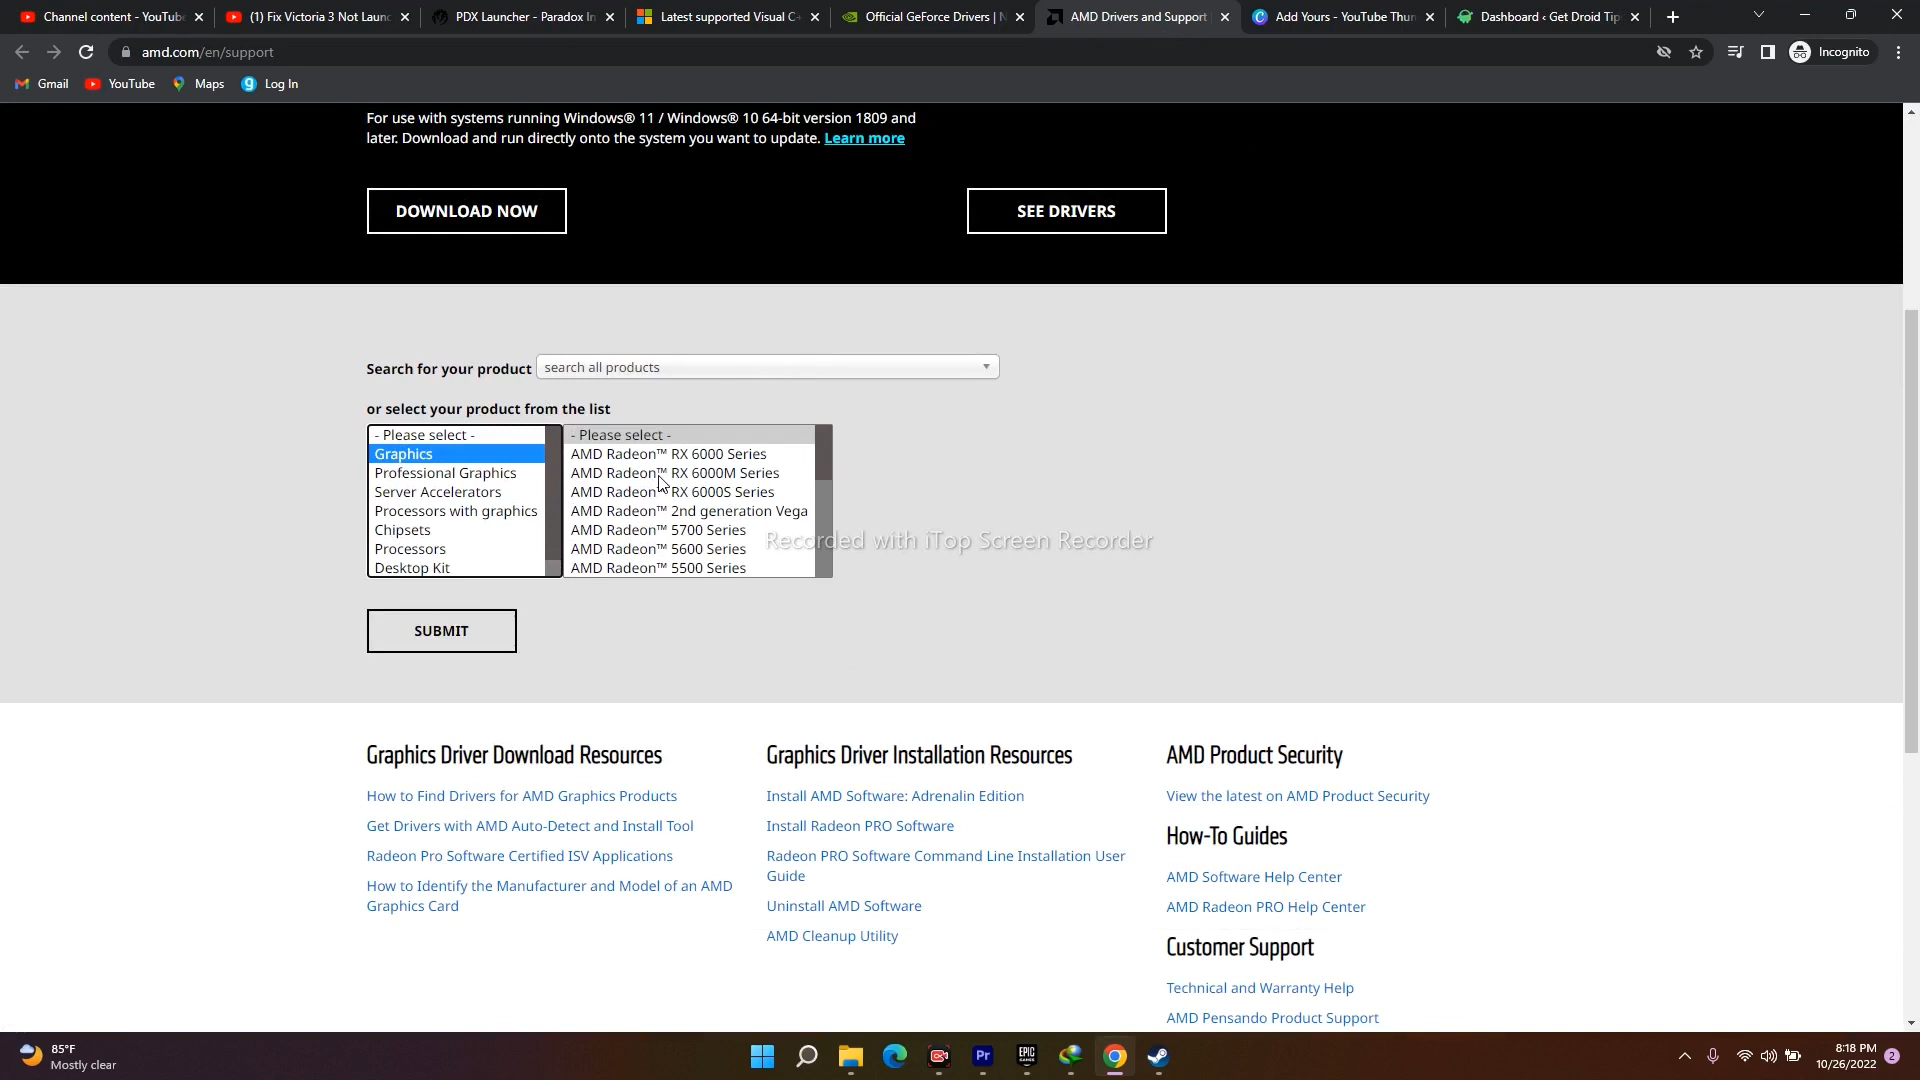 Channel content - YouTube
(1) Fix Victoria 3 Not Launc
PDX Launcher - Paradox In
Latest supported Visual C+
Official GeForce Drivers | N
AMD Drivers and Support
Add Yours - YouTube Thun
Dashboard ‹ Get Droid Tip
amd.com/en/support
Incognito
Gmail
YouTube
Maps
Log In
For use with systems running Windows® 11 / Windows® 10 64-bit version 1809 and
later. Download and run directly onto the system you want to update. Learn more
DOWNLOAD NOW
SEE DRIVERS
Search for your product
search all products
or select your product from the list
- Please select -
Graphics
Professional Graphics
Server Accelerators
Processors with graphics
Chipsets
Processors
Desktop Kit
- Please select -
AMD Radeon™ RX 6000 Series
AMD Radeon™ RX 6000M Series
AMD Radeon™ RX 6000S Series
AMD Radeon™ 2nd generation Vega
AMD Radeon™ 5700 Series
AMD Radeon™ 5600 Series
AMD Radeon™ 5500 Series
Recorded with iTop Screen Recorder
SUBMIT
Graphics Driver Download Resources
How to Find Drivers for AMD Graphics Products
Get Drivers with AMD Auto-Detect and Install Tool
Radeon Pro Software Certified ISV Applications
How to Identify the Manufacturer and Model of an AMD
Graphics Card
Graphics Driver Installation Resources
Install AMD Software: Adrenalin Edition
Install Radeon PRO Software
Radeon PRO Software Command Line Installation User
Guide
Uninstall AMD Software
AMD Cleanup Utility
AMD Product Security
View the latest on AMD Product Security
How-To Guides
AMD Software Help Center
AMD Radeon PRO Help Center
Customer Support
Technical and Warranty Help
AMD Pensando Product Support
85°F
Mostly clear
Pr
EPIC
GAMES
8:18 PM
10/26/2022
2